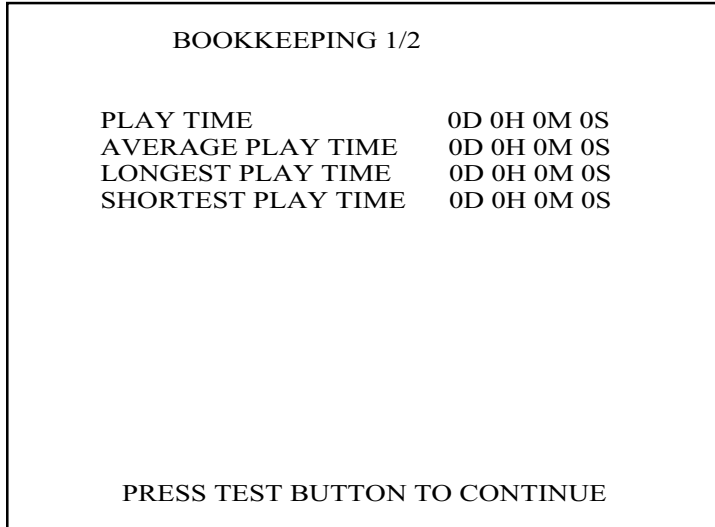 BOOKKEEPING 1/2
PLAY TIME 0D 0H 0M 0S
AVERAGE PLAY TIME 0D 0H 0M 0S
LONGEST PLAY TIME 0D 0H 0M 0S
SHORTEST PLAY TIME 0D 0H 0M 0S
PRESS TEST BUTTON TO CONTINUE